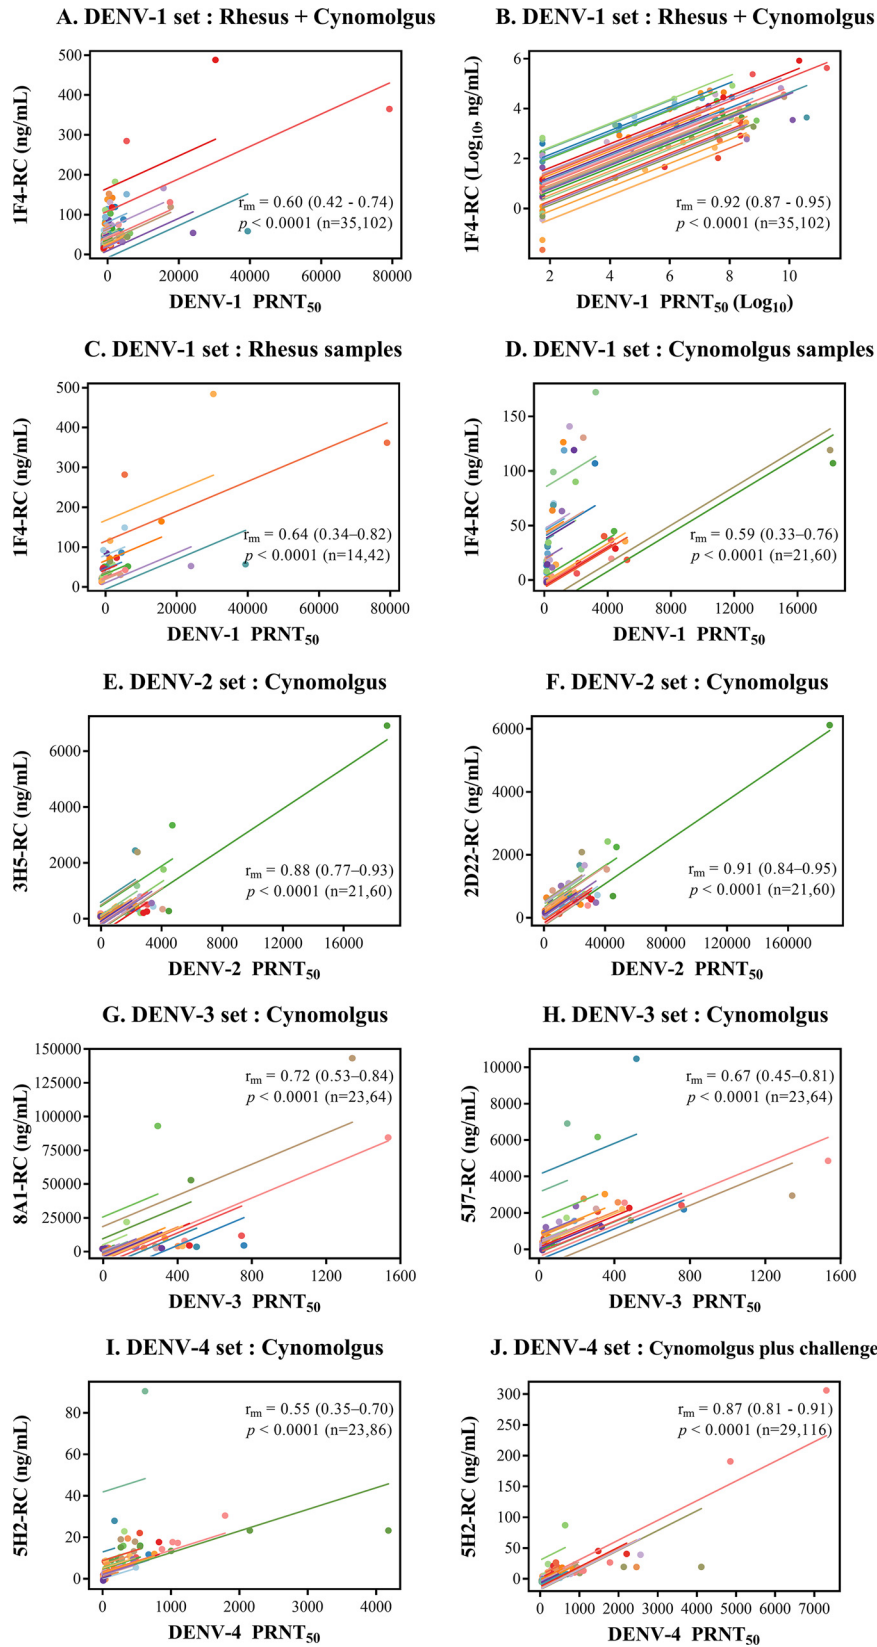 A. DENV-1 set : Rhesus + Cynomolgus
500
400
300
200
100
0
1F4-RC (ng/mL)
rrm = 0.60 (0.42 - 0.74)
p < 0.0001 (n=35,102)
0 20000 40000 60000 80000
DENV-1 PRNT50
B. DENV-1 set : Rhesus + Cynomolgus
6
4
2
0
1F4-RC (Log10, ng/mL)
rrm = 0.92 (0.87 - 0.95)
p < 0.0001 (n=35,102)
2 4 6 8 10
DENV-1 PRNT50 (Log10)
C. DENV-1 set : Rhesus samples
500
400
300
200
100
0
1F4-RC (ng/mL)
rrm = 0.64 (0.34–0.82)
p < 0.0001 (n=14,42)
0 20000 40000 60000 80000
DENV-1 PRNT50
D. DENV-1 set : Cynomolgus samples
150
100
50
0
1F4-RC (ng/mL)
rrm = 0.59 (0.33–0.76)
p < 0.0001 (n=21,60)
0 4000 8000 12000 16000
DENV-1 PRNT50
E. DENV-2 set : Cynomolgus
6000
4000
2000
0
3H5-RC (ng/mL)
rrm = 0.88 (0.77–0.93)
p < 0.0001 (n=21,60)
0 4000 8000 12000 16000
DENV-2 PRNT50
F. DENV-2 set : Cynomolgus
6000
4000
2000
0
2D22-RC (ng/mL)
rrm = 0.91 (0.84–0.95)
p < 0.0001 (n=21,60)
0 40000 80000 120000 160000
DENV-2 PRNT50
G. DENV-3 set : Cynomolgus
150000
125000
100000
75000
50000
25000
0
8A1-RC (ng/mL)
rrm = 0.72 (0.53–0.84)
p < 0.0001 (n=23,64)
0 400 800 1200 1600
DENV-3 PRNT50
H. DENV-3 set : Cynomolgus
10000
8000
6000
4000
2000
0
5J7-RC (ng/mL)
rrm = 0.67 (0.45–0.81)
p < 0.0001 (n=23,64)
0 400 800 1200 1600
DENV-3 PRNT50
I. DENV-4 set : Cynomolgus
80
60
40
20
0
5H2-RC (ng/mL)
rrm = 0.55 (0.35–0.70)
p < 0.0001 (n=23,86)
0 1000 2000 3000 4000
DENV-4 PRNT50
J. DENV-4 set : Cynomolgus plus challenge
300
250
200
150
100
50
0
5H2-RC (ng/mL)
rrm = 0.87 (0.81 - 0.91)
p < 0.0001 (n=29,116)
0 1000 2000 3000 4000 5000 6000 7000
DENV-4 PRNT50